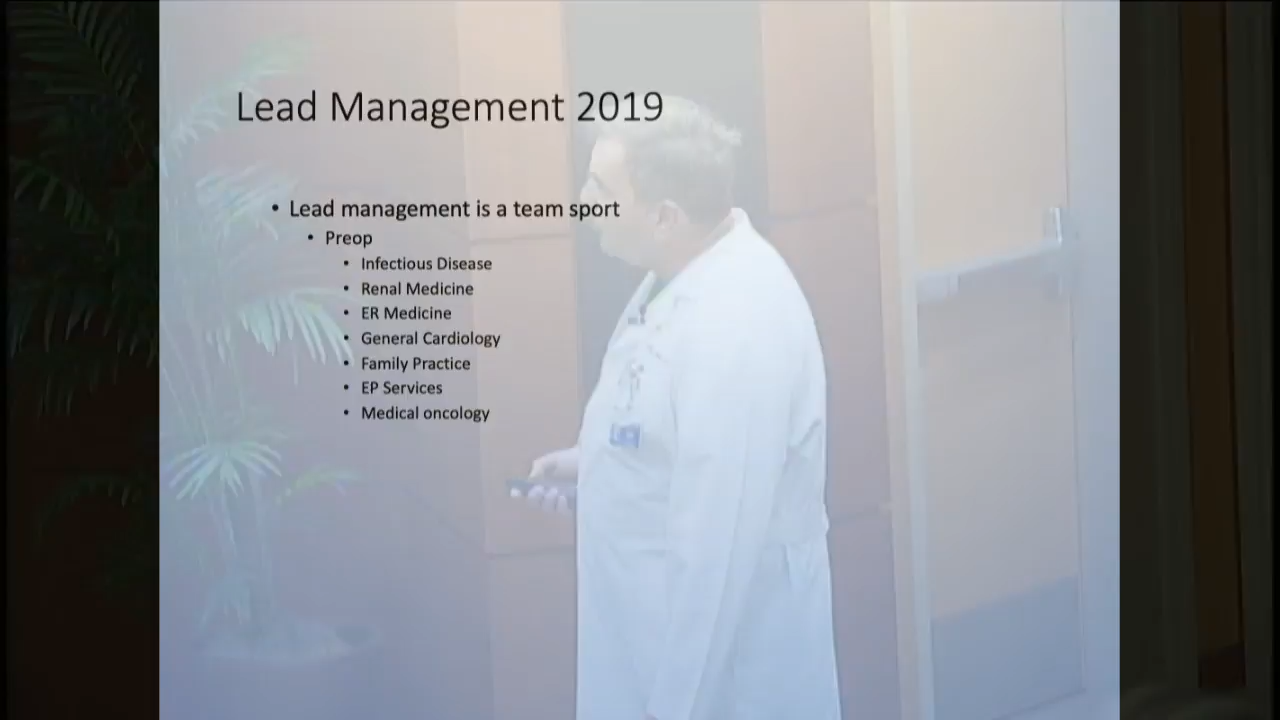 Lead Management 2019
• Lead management is a team sport
• Preop
• Infectious Disease
• Renal Medicine
• ER Medicine
• General Cardiology
• Family Practice
• EP Services
• Medical oncology